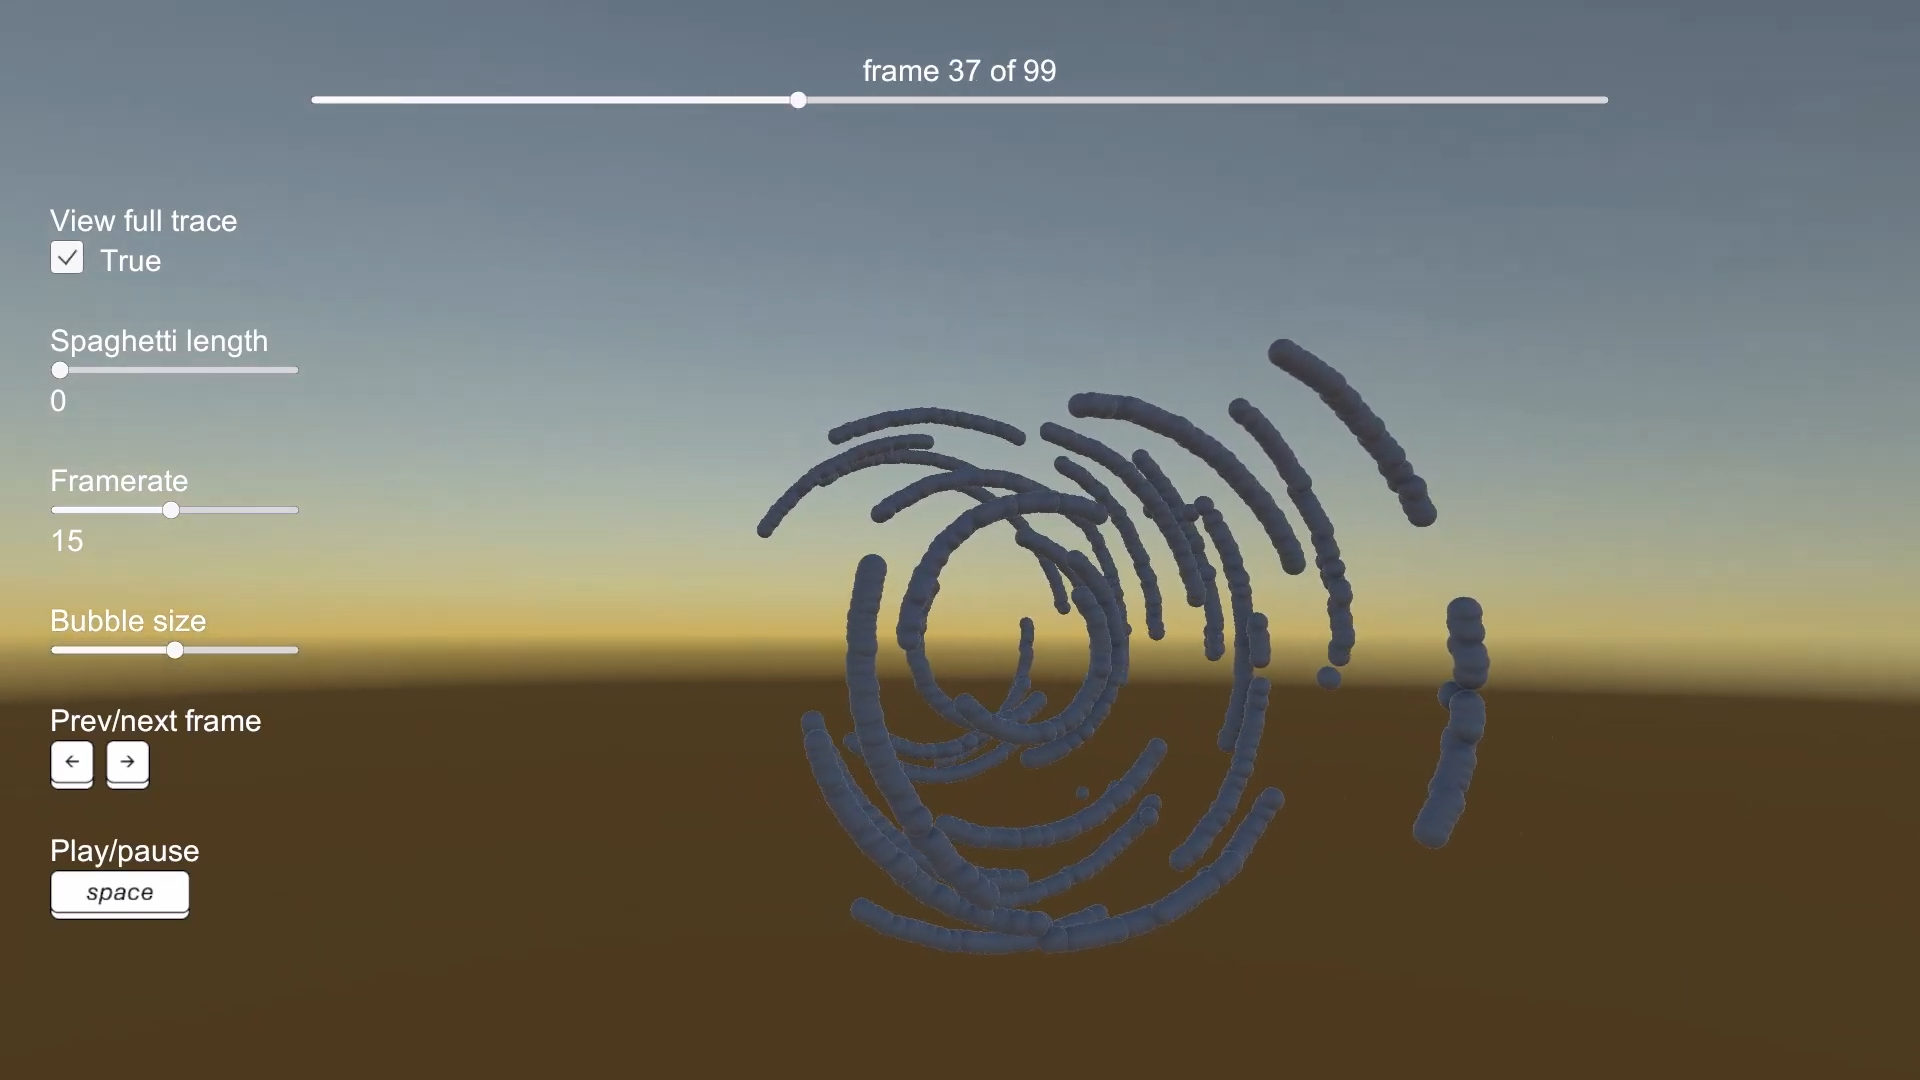 frame 37 of 99
View full trace
True
Spaghetti length
0
Framerate
15
Bubble size
Prev/next frame
← →
Play/pause
space